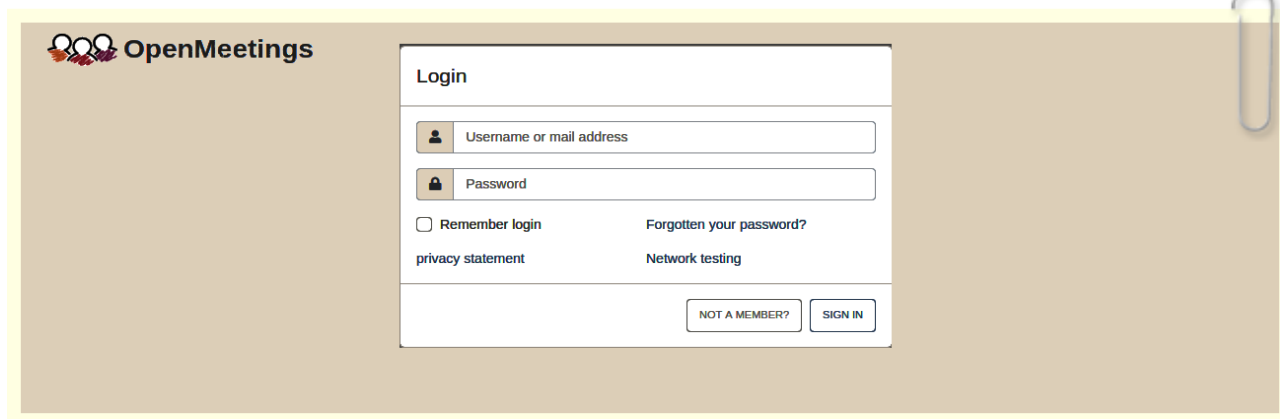 OpenMeetings
Login
Username or mail address
Password
Remember login
Forgotten your password?
privacy statement
Network testing
NOT A MEMBER?
SIGN IN